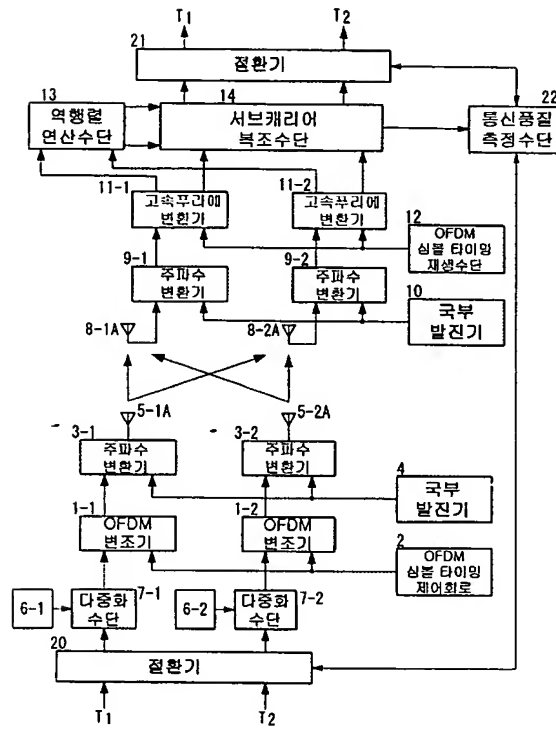 T1 T2
21
절환기
13 14 22
역행렬
연산수단
서브캐리어
복조수단
통신품질
측정수단
11-1 11-2
고속푸리에
변환기
고속푸리에
변환기
12
OFDM
심볼 타이밍
재생수단
9-1 9-2
주파수
변환기
주파수
변환기
10
국부
발진기
8-1A 8-2A
5-1A 5-2A
3-1 3-2
주파수
변환기
주파수
변환기
4
국부
발진기
1-1 1-2
OFDM
변조기
OFDM
변조기
2
OFDM
심볼 타이밍
제어회로
7-1 7-2
6-1
다중화
수단
6-2
다중화
수단
20
절환기
T1 T2